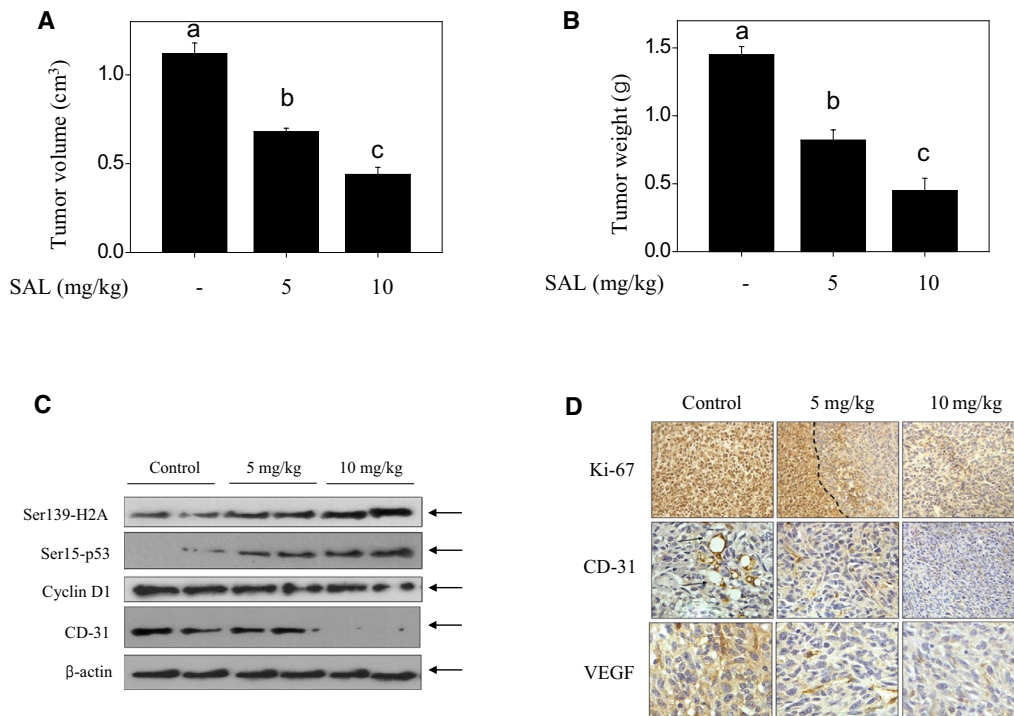 A
Tumor volume (cm³)
a
b
c
1.0
0.5
0.0
SAL (mg/kg) - 5 10
B
Tumor weight (g)
a
b
c
1.5
1.0
0.5
0.0
SAL (mg/kg) - 5 10
C
Control 5 mg/kg 10 mg/kg
Ser139-H2A
Ser15-p53
Cyclin D1
CD-31
β-actin
D
Control 5 mg/kg 10 mg/kg
Ki-67
CD-31
VEGF